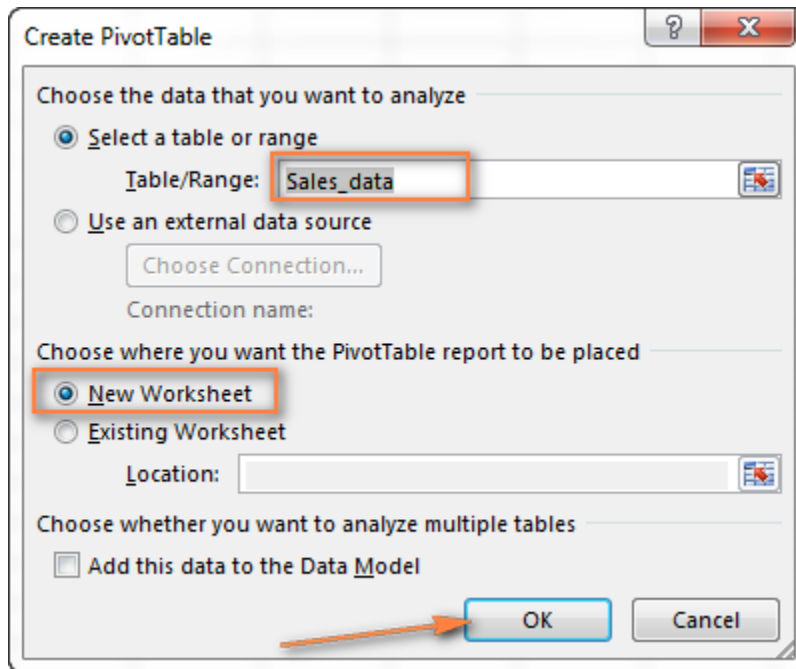 Create PivotTable
?
Choose the data that you want to analyze
Select a table or range
Table/Range: Sales_data
Use an external data source
Choose Connection...
Connection name:
Choose where you want the PivotTable report to be placed
New Worksheet
Existing Worksheet
Location:
Choose whether you want to analyze multiple tables
Add this data to the Data Model
OK Cancel